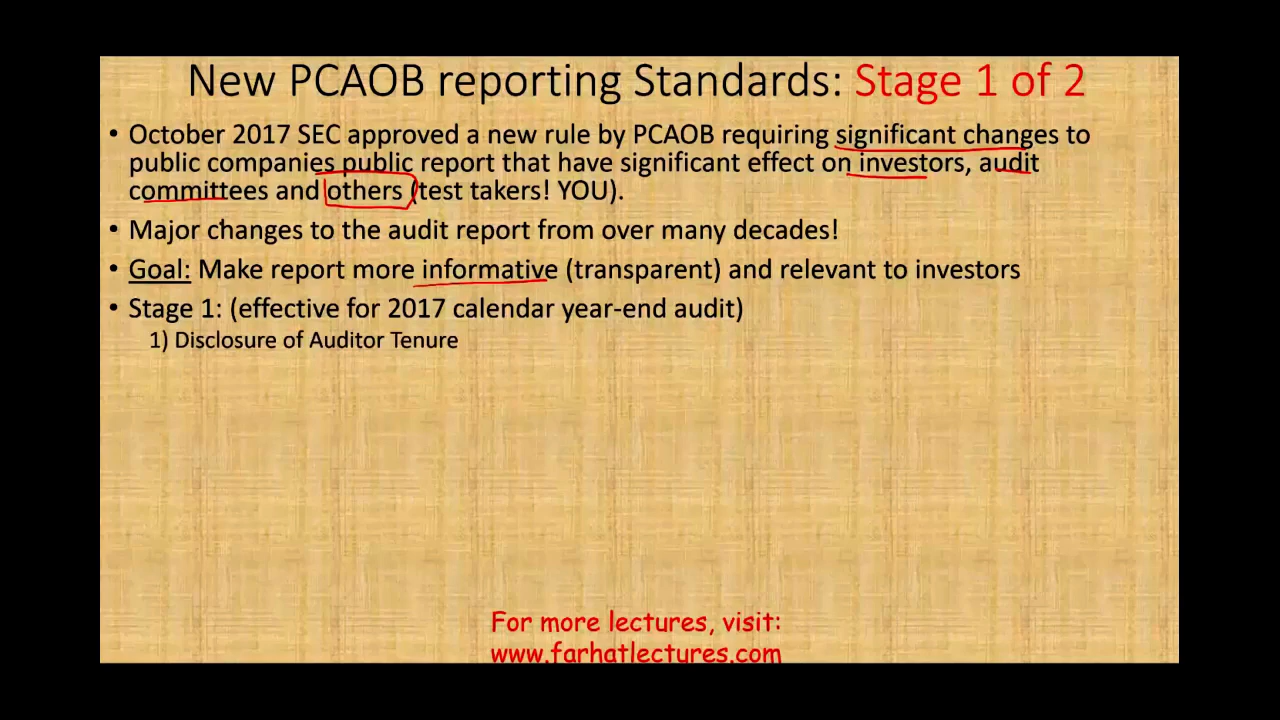 New PCAOB reporting Standards: Stage 1 of 2
• October 2017 SEC approved a new rule by PCAOB requiring significant changes to
public companies public report that have significant effect on investors, audit
committees and others (test takers! YOU).
• Major changes to the audit report from over many decades!
• Goal: Make report more informative (transparent) and relevant to investors
• Stage 1: (effective for 2017 calendar year-end audit)
1) Disclosure of Auditor Tenure
For more lectures, visit:
www.farhatlectures.com